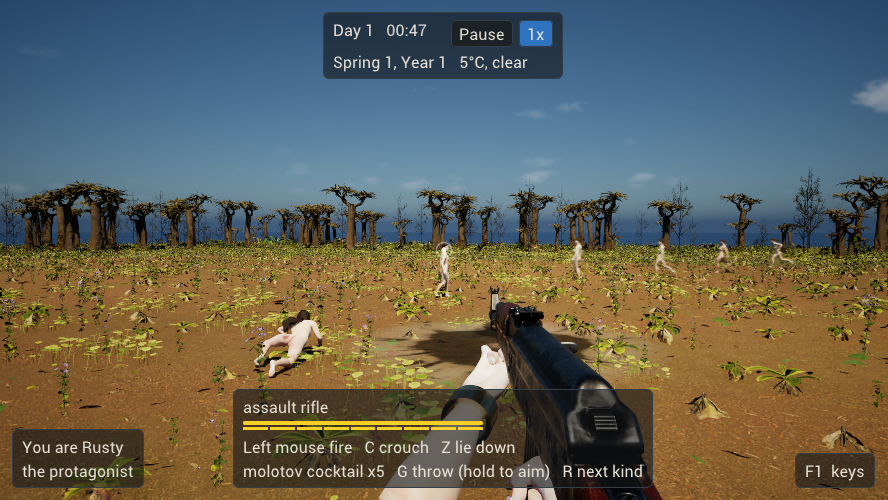 Day 1 00:47 Pause 1x
Spring 1, Year 1 5°C, clear
assault rifle
Left mouse fire C crouch Z lie down
molotov cocktail x5 G throw (hold to aim) R next kind
You are Rusty
the protagonist
F1 keys